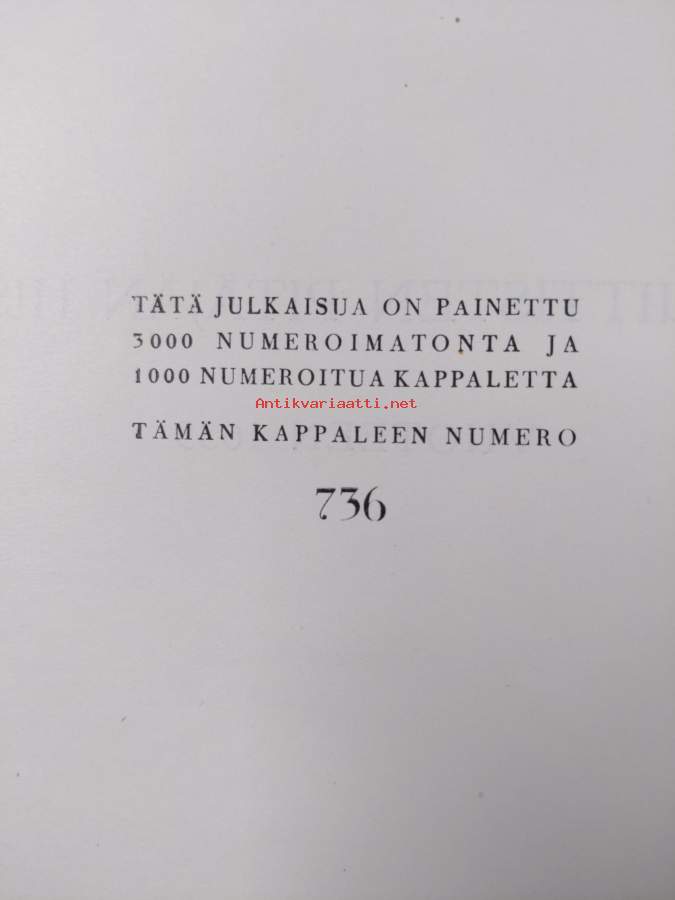 TÄTÄ JULKAISUA ON PAINETTU
3000 NUMEROIMATONTA JA
1000 NUMEROITUA KAPPALETTA
Antikvariaatti.net
TÄMÄN KAPPALEEN NUMERO
736